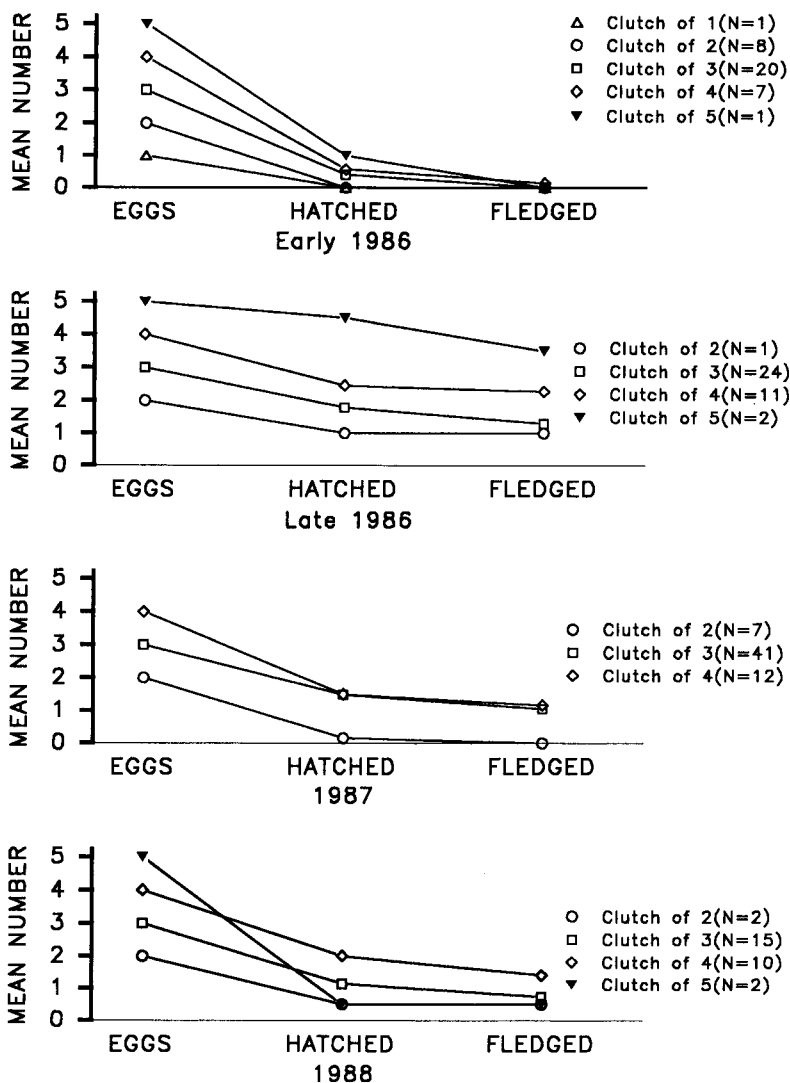 MEAN NUMBER
5
4
3
2
1
0
EGGS HATCHED FLEDGED
Early 1986
Clutch of 1(N=1)
Clutch of 2(N=8)
Clutch of 3(N=20)
Clutch of 4(N=7)
Clutch of 5(N=1)
MEAN NUMBER
5
4
3
2
1
0
EGGS HATCHED FLEDGED
Late 1986
Clutch of 2(N=1)
Clutch of 3(N=24)
Clutch of 4(N=11)
Clutch of 5(N=2)
MEAN NUMBER
5
4
3
2
1
0
EGGS HATCHED FLEDGED
1987
Clutch of 2(N=7)
Clutch of 3(N=41)
Clutch of 4(N=12)
MEAN NUMBER
5
4
3
2
1
0
EGGS HATCHED FLEDGED
1988
Clutch of 2(N=2)
Clutch of 3(N=15)
Clutch of 4(N=10)
Clutch of 5(N=2)